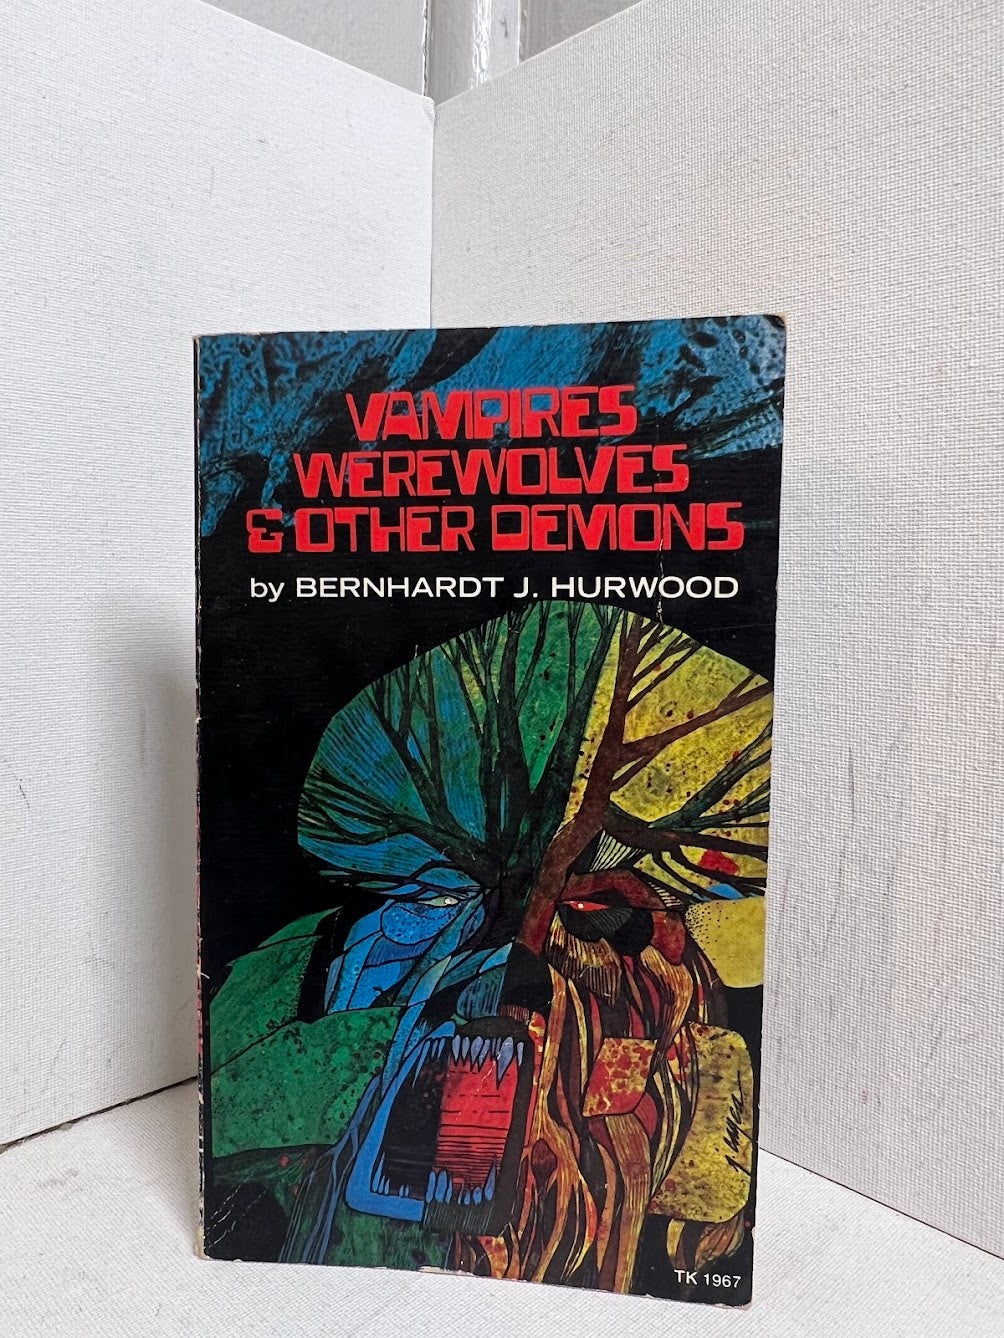 VAMPIRES
WEREWOLVES
& OTHER DEMONS
by BERNHARDT J. HURWOOD
TK 1967